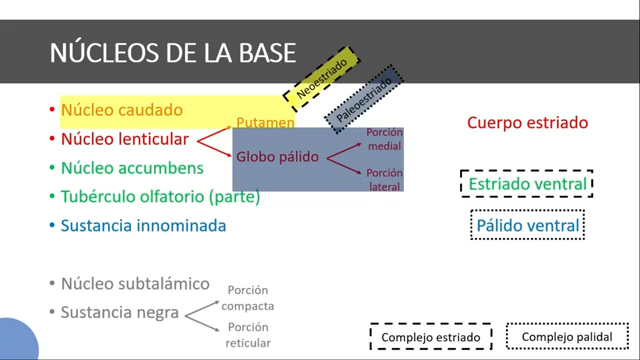 NÚCLEOS DE LA BASE
Neoestriado
Paleoestriado
• Núcleo caudado
Putamen
• Núcleo lenticular
Globo pálido
Porción
medial
Porción
lateral
• Núcleo accumbens
• Tubérculo olfatorio (parte)
• Sustancia innominada
Cuerpo estriado
Estriado ventral
Pálido ventral
• Núcleo subtalámico
• Sustancia negra
Porción
compacta
Porción
reticular
Complejo estriado
Complejo palidal